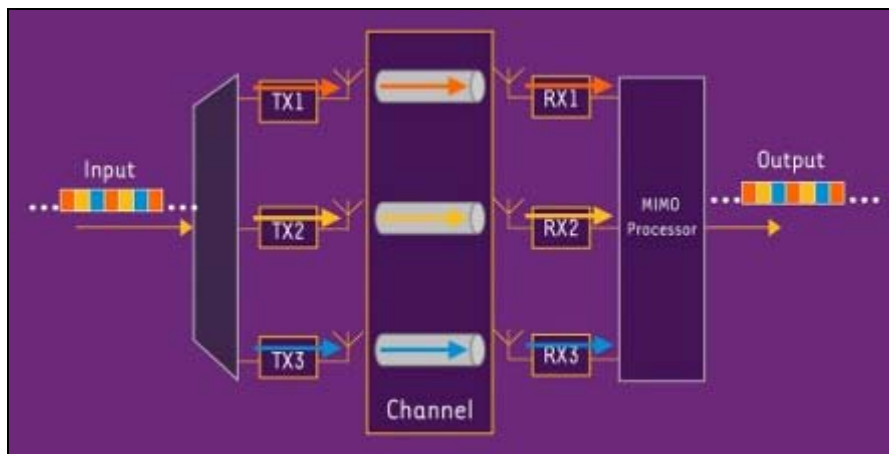 Input
TX1
TX2
TX3
Channel
RX1
RX2
RX3
MIMO
Processor
Output